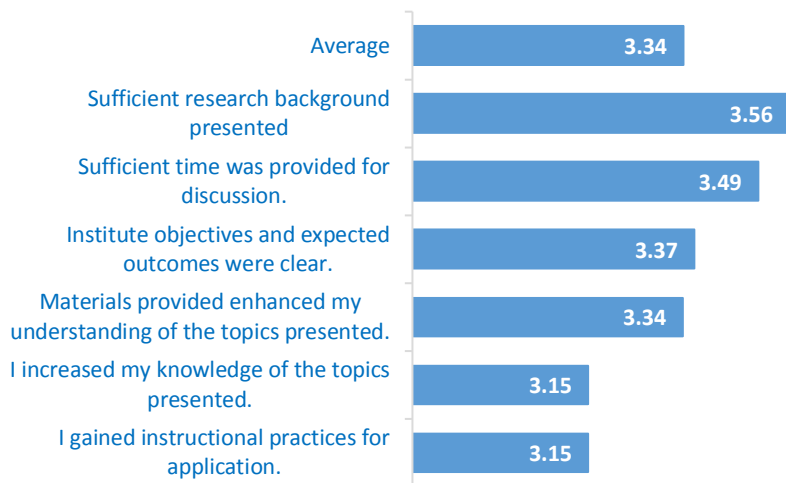 Average
3.34
Sufficient research background
presented
3.56
Sufficient time was provided for
discussion.
3.49
Institute objectives and expected
outcomes were clear.
3.37
Materials provided enhanced my
understanding of the topics presented.
3.34
I increased my knowledge of the topics
presented.
3.15
I gained instructional practices for
application.
3.15